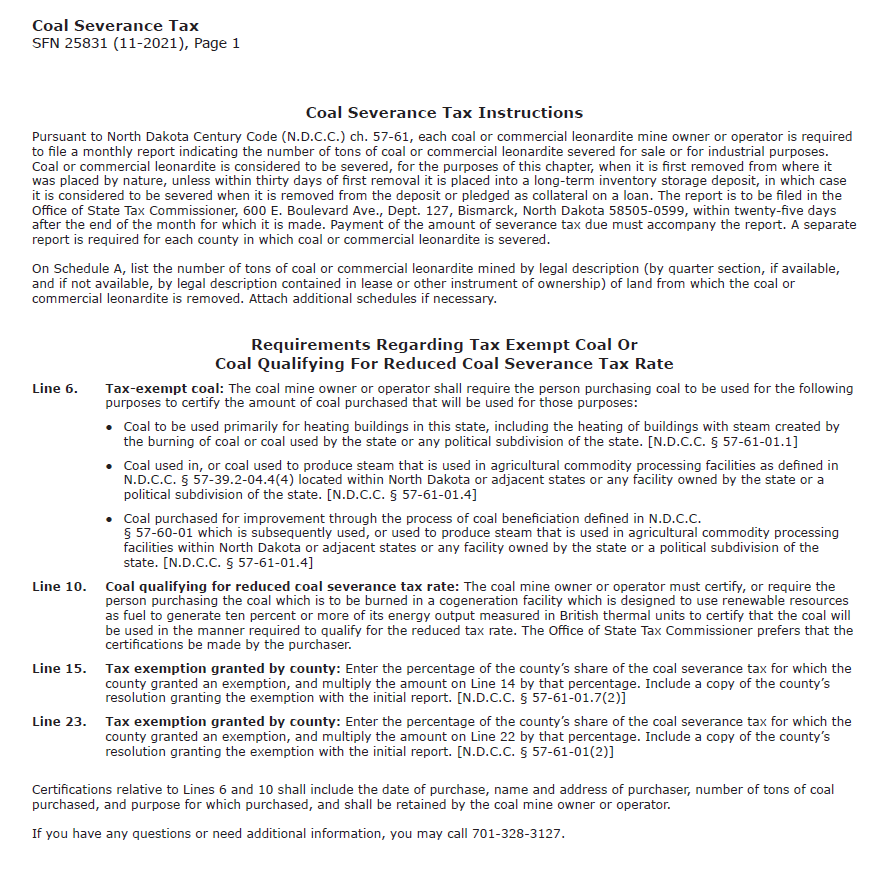 Coal Severance Tax
SFN 25831 (11-2021), Page 1
Coal Severance Tax Instructions
Pursuant to North Dakota Century Code (N.D.C.C.) ch. 57-61, each coal or commercial leonardite mine owner or operator is required
to file a monthly report indicating the number of tons of coal or commercial leonardite severed for sale or for industrial purposes.
Coal or commercial leonardite is considered to be severed, for the purposes of this chapter, when it is first removed from where it
was placed by nature, unless within thirty days of first removal it is placed into a long-term inventory storage deposit, in which case
it is considered to be severed when it is removed from the deposit or pledged as collateral on a loan. The report is to be filed in the
Office of State Tax Commissioner, 600 E. Boulevard Ave., Dept. 127, Bismarck, North Dakota 58505-0599, within twenty-five days
after the end of the month for which it is made. Payment of the amount of severance tax due must accompany the report. A separate
report is required for each county in which coal or commercial leonardite is severed.
On Schedule A, list the number of tons of coal or commercial leonardite mined by legal description (by quarter section, if available,
and if not available, by legal description contained in lease or other instrument of ownership) of land from which the coal or
commercial leonardite is removed. Attach additional schedules if necessary.
Requirements Regarding Tax Exempt Coal Or
Coal Qualifying For Reduced Coal Severance Tax Rate
Line 6. Tax-exempt coal: The coal mine owner or operator shall require the person purchasing coal to be used for the following
purposes to certify the amount of coal purchased that will be used for those purposes:
• Coal to be used primarily for heating buildings in this state, including the heating of buildings with steam created by
the burning of coal or coal used by the state or any political subdivision of the state. [N.D.C.C. § 57-61-01.1]
• Coal used in, or coal used to produce steam that is used in agricultural commodity processing facilities as defined in
N.D.C.C. § 57-39.2-04.4(4) located within North Dakota or adjacent states or any facility owned by the state or a
political subdivision of the state. [N.D.C.C. § 57-61-01.4]
• Coal purchased for improvement through the process of coal beneficiation defined in N.D.C.C.
§ 57-60-01 which is subsequently used, or used to produce steam that is used in agricultural commodity processing
facilities within North Dakota or adjacent states or any facility owned by the state or a political subdivision of the
state. [N.D.C.C. § 57-61-01.4]
Line 10. Coal qualifying for reduced coal severance tax rate: The coal mine owner or operator must certify, or require the
person purchasing the coal which is to be burned in a cogeneration facility which is designed to use renewable resources
as fuel to generate ten percent or more of its energy output measured in British thermal units to certify that the coal will
be used in the manner required to qualify for the reduced tax rate. The Office of State Tax Commissioner prefers that the
certifications be made by the purchaser.
Line 15. Tax exemption granted by county: Enter the percentage of the county's share of the coal severance tax for which the
county granted an exemption, and multiply the amount on Line 14 by that percentage. Include a copy of the county's
resolution granting the exemption with the initial report. [N.D.C.C. § 57-61-01.7(2)]
Line 23. Tax exemption granted by county: Enter the percentage of the county's share of the coal severance tax for which the
county granted an exemption, and multiply the amount on Line 22 by that percentage. Include a copy of the county's
resolution granting the exemption with the initial report. [N.D.C.C. § 57-61-01(2)]
Certifications relative to Lines 6 and 10 shall include the date of purchase, name and address of purchaser, number of tons of coal
purchased, and purpose for which purchased, and shall be retained by the coal mine owner or operator.
If you have any questions or need additional information, you may call 701-328-3127.